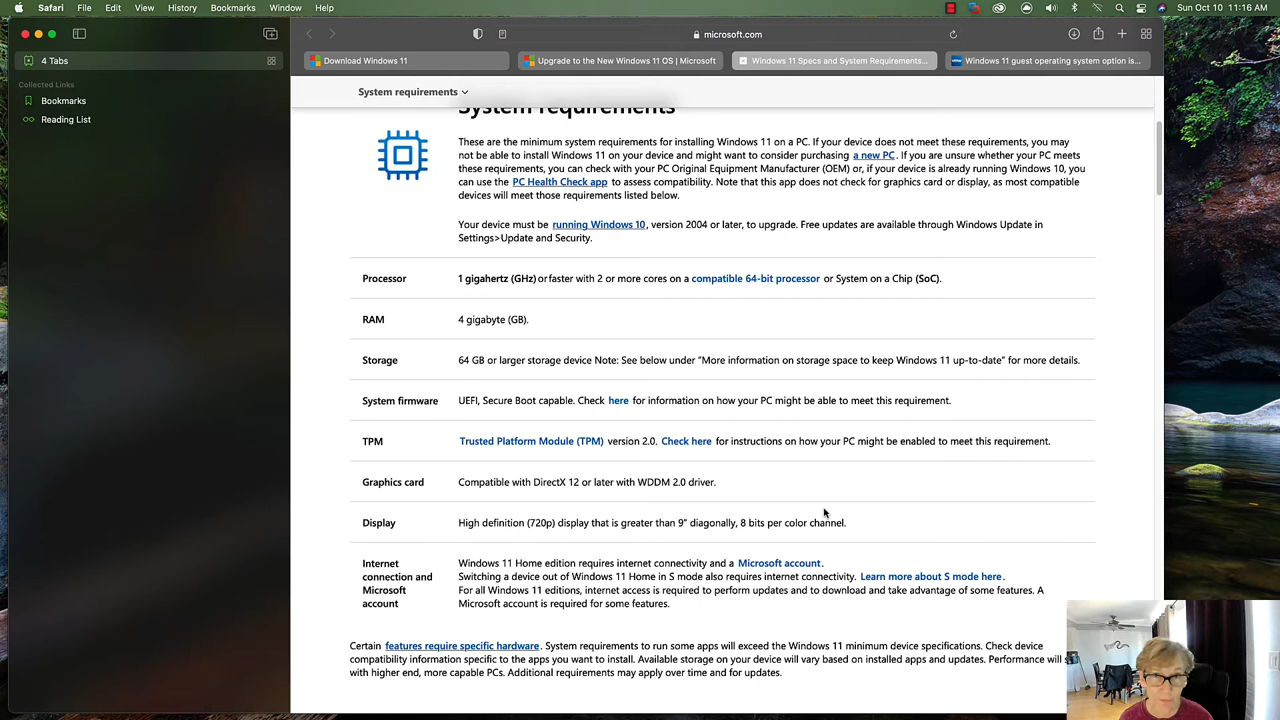 Safari File Edit View History Bookmarks Window Help Sun Oct 10 11:16 AM
4 Tabs microsoft.com
Download Windows 11 Upgrade to the New Windows 11 OS | Microsoft Windows 11 Specs and System Requirements... Windows 11 guest operating system option is...
Collected Links
Bookmarks
Reading List
System requirements
System requirements
These are the minimum system requirements for installing Windows 11 on a PC. If your device does not meet these requirements, you may
not be able to install Windows 11 on your device and might want to consider purchasing a new PC. If you are unsure whether your PC meets
these requirements, you can check with your PC Original Equipment Manufacturer (OEM) or, if your device is already running Windows 10, you
can use the PC Health Check app to assess compatibility. Note that this app does not check for graphics card or display, as most compatible
devices will meet those requirements listed below.
Your device must be running Windows 10, version 2004 or later, to upgrade. Free updates are available through Windows Update in
Settings>Update and Security.
Processor 1 gigahertz (GHz) or faster with 2 or more cores on a compatible 64-bit processor or System on a Chip (SoC).
RAM 4 gigabyte (GB).
Storage 64 GB or larger storage device Note: See below under "More information on storage space to keep Windows 11 up-to-date" for more details.
System firmware UEFI, Secure Boot capable. Check here for information on how your PC might be able to meet this requirement.
TPM Trusted Platform Module (TPM) version 2.0. Check here for instructions on how your PC might be enabled to meet this requirement.
Graphics card Compatible with DirectX 12 or later with WDDM 2.0 driver.
Display High definition (720p) display that is greater than 9" diagonally, 8 bits per color channel.
Internet Windows 11 Home edition requires internet connectivity and a Microsoft account.
connection and Switching a device out of Windows 11 Home in S mode also requires internet connectivity. Learn more about S mode here.
Microsoft For all Windows 11 editions, internet access is required to perform updates and to download and take advantage of some features. A
account Microsoft account is required for some features.
Certain features require specific hardware. System requirements to run some apps will exceed the Windows 11 minimum device specifications. Check device
compatibility information specific to the apps you want to install. Available storage on your device will vary based on installed apps and updates. Performance will s
with higher end, more capable PCs. Additional requirements may apply over time and for updates.